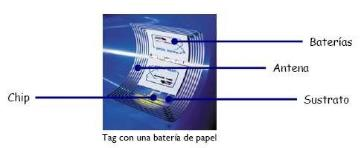 Baterías
Antena
Chip
Sustrato
Tag con una batería de papel